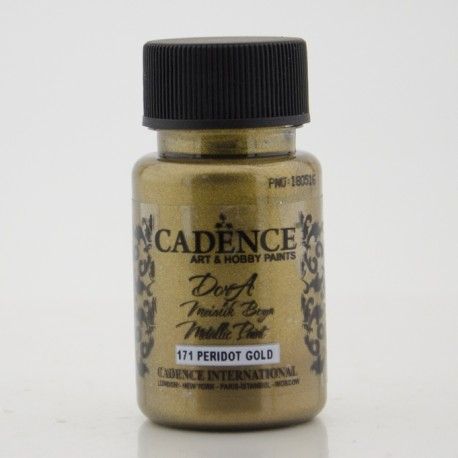 PNO:180516
CADENCE
ART & HOBBY PAINTS
DorA
Metalik Boya
Metallic Paint
171 PERIDOT GOLD
CADENCE INTERNATIONAL
LONDON - NEW YORK - PARIS - ISTANBUL - MOSCOW